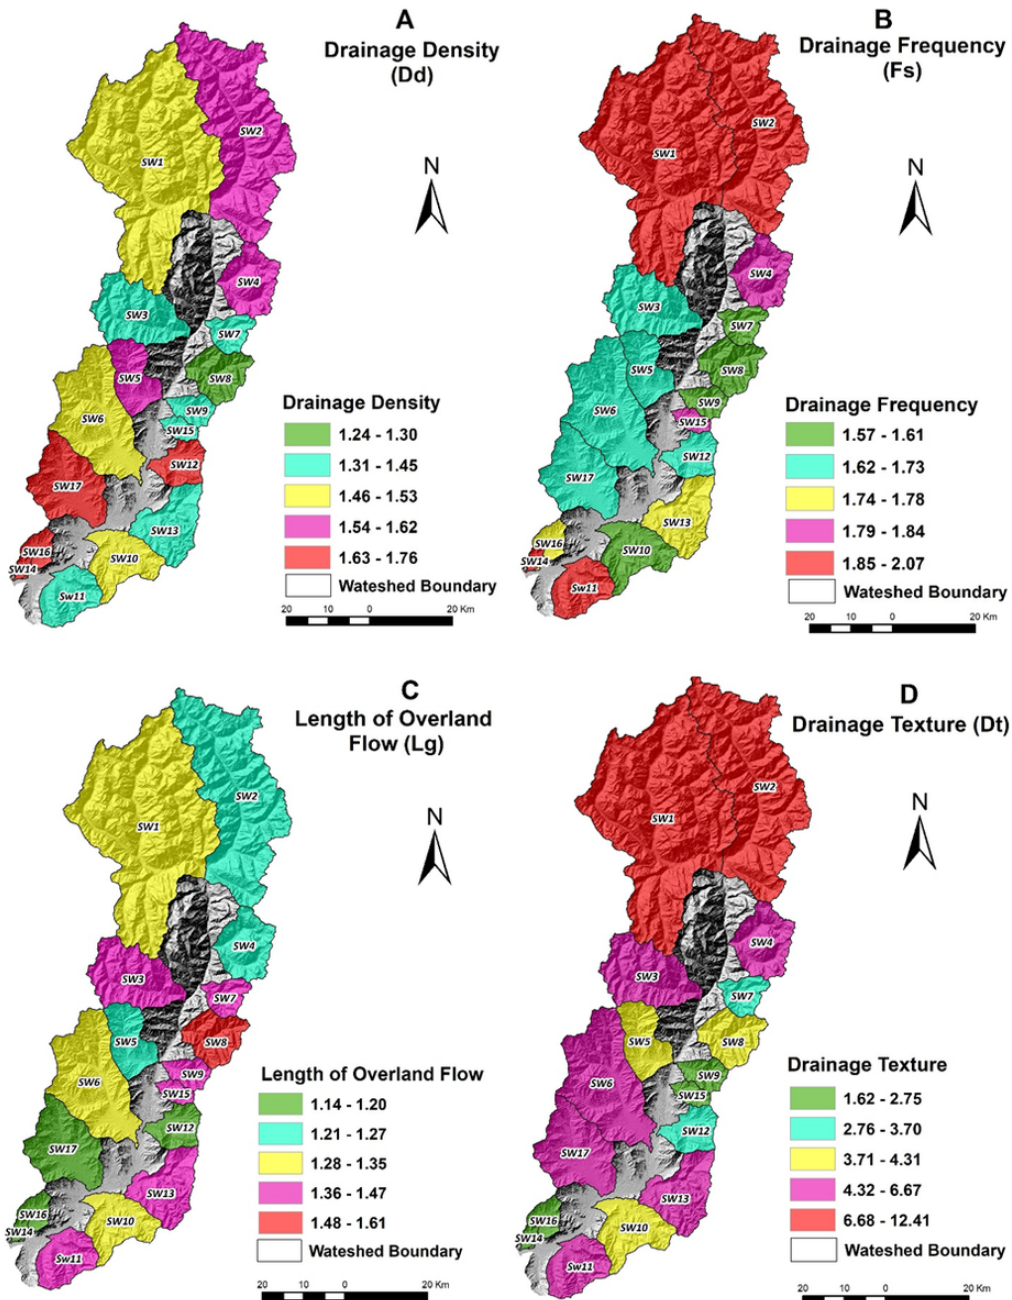 A
Drainage Density
(Dd)
N
SW1
SW2
SW4
SW3
SW7
SW5
SW8
SW9
SW6
SW15
SW12
SW17
SW13
SW16
SW10
SW14
Sw11
Drainage Density
1.24 - 1.30
1.31 - 1.45
1.46 - 1.53
1.54 - 1.62
1.63 - 1.76
Wateshed Boundary
20 10 0 20 Km
B
Drainage Frequency
(Fs)
N
SW2
SW1
SW4
SW3
SW7
SW5
SW8
SW9
SW6
SW15
SW12
SW17
SW13
SW16
SW10
SW14
Sw11
Drainage Frequency
1.57 - 1.61
1.62 - 1.73
1.74 - 1.78
1.79 - 1.84
1.85 - 2.07
Wateshed Boundary
20 10 0 20 Km
C
Length of Overland
Flow (Lg)
N
SW2
SW1
SW4
SW3
SW7
SW5
SW8
SW9
SW6
SW15
SW12
SW17
SW13
SW16
SW10
SW14
Sw11
Length of Overland Flow
1.14 - 1.20
1.21 - 1.27
1.28 - 1.35
1.36 - 1.47
1.48 - 1.61
Wateshed Boundary
20 10 0 20 Km
D
Drainage Texture (Dt)
N
SW2
SW1
SW4
SW3
SW7
SW5
SW8
SW9
SW6
SW15
SW12
SW17
SW13
SW16
SW10
SW14
Sw11
Drainage Texture
1.62 - 2.75
2.76 - 3.70
3.71 - 4.31
4.32 - 6.67
6.68 - 12.41
Wateshed Boundary
20 10 0 20 Km